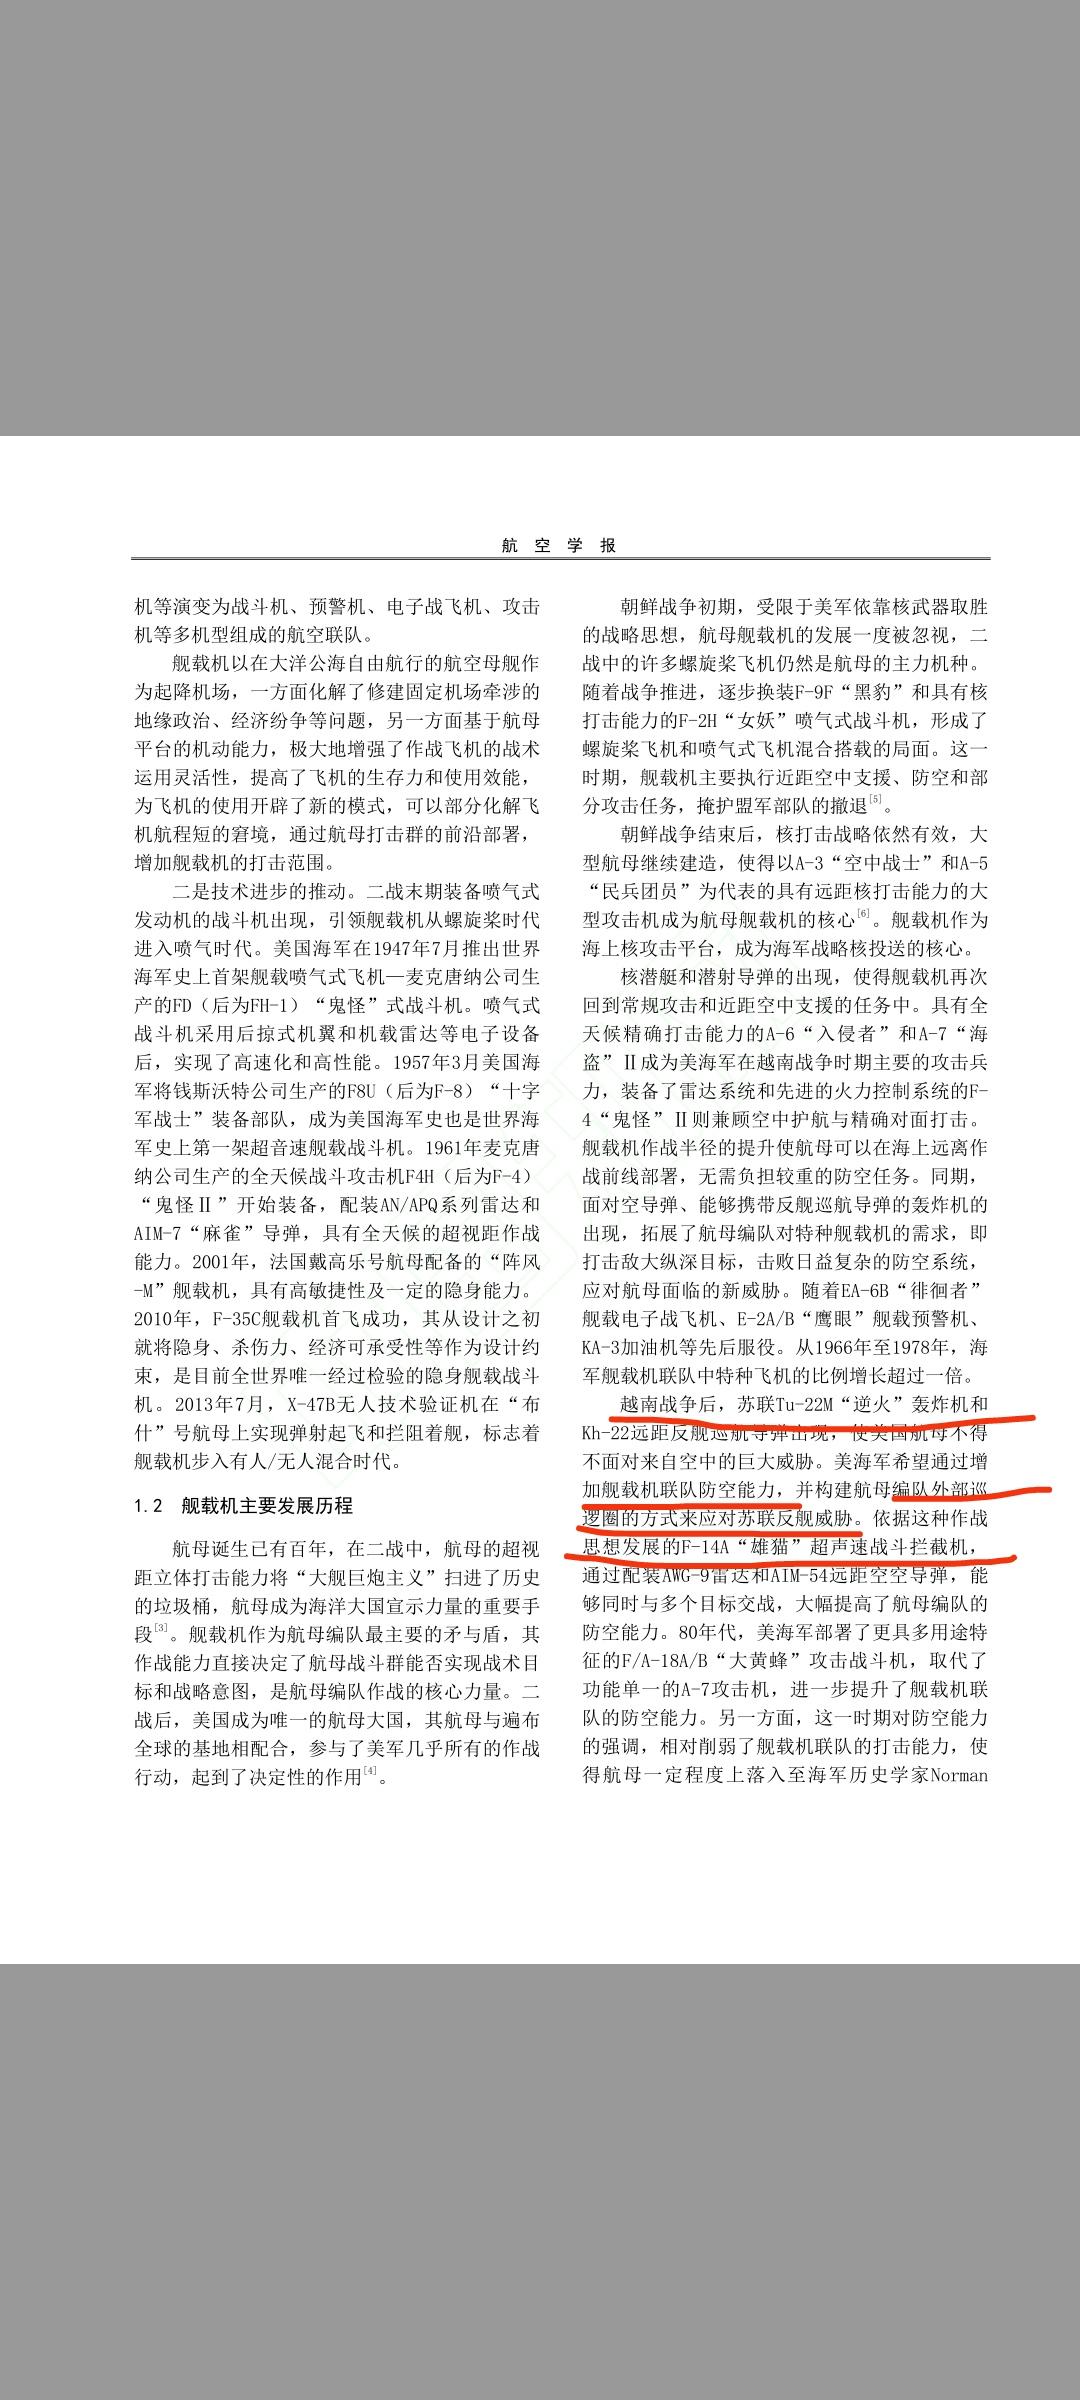 航 空 学 报
机等演变为战斗机、预警机、电子战飞机、攻击
机等多机型组成的航空联队。
舰载机以在大洋公海自由航行的航空母舰作
为起降机场，一方面化解了修建固定机场牵涉的
地缘政治、经济纷争等问题，另一方面基于航母
平台的机动能力，极大地增强了作战飞机的战术
运用灵活性，提高了飞机的生存力和使用效能，
为飞机的使用开辟了新的模式，可以部分化解飞
机航程短的窘境，通过航母打击群的前沿部署，
增加舰载机的打击范围。
二是技术进步的推动。二战末期装备喷气式
发动机的战斗机出现，引领舰载机从螺旋桨时代
进入喷气时代。美国海军在1947年7月推出世界
海军史上首架舰载喷气式飞机—麦克唐纳公司生
产的FD（后为FH-1）“鬼怪”式战斗机。喷气式
战斗机采用后掠式机翼和机载雷达等电子设备
后，实现了高速化和高性能。1957年3月美国海
军将钱斯沃特公司生产的F8U（后为F-8）“十字
军战士”装备部队，成为美国海军史也是世界海
军史上第一架超音速舰载战斗机。1961年麦克唐
纳公司生产的全天候战斗攻击机F4H（后为F-4）
“鬼怪Ⅱ”开始装备，配装AN/APQ系列雷达和
AIM-7“麻雀”导弹，具有全天候的超视距作战
能力。2001年，法国戴高乐号航母配备的“阵风
-M”舰载机，具有高敏捷性及一定的隐身能力。
2010年，F-35C舰载机首飞成功，其从设计之初
就将隐身、杀伤力、经济可承受性等作为设计约
束，是目前全世界唯一经过检验的隐身舰载战斗
机。2013年7月，X-47B无人技术验证机在“布
什”号航母上实现弹射起飞和拦阻着舰，标志着
舰载机步入有人/无人混合时代。
1.2 舰载机主要发展历程
航母诞生已有百年，在二战中，航母的超视
距立体打击能力将“大舰巨炮主义”扫进了历史
的垃圾桶，航母成为海洋大国宣示力量的重要手
段[3]。舰载机作为航母编队最主要的矛与盾，其
作战能力直接决定了航母战斗群能否实现战术目
标和战略意图，是航母编队作战的核心力量。二
战后，美国成为唯一的航母大国，其航母与遍布
全球的基地相配合，参与了美军几乎所有的作战
行动，起到了决定性的作用[4]。
朝鲜战争初期，受限于美军依靠核武器取胜
的战略思想，航母舰载机的发展一度被忽视，二
战中的许多螺旋桨飞机仍然是航母的主力机种。
随着战争推进，逐步换装F-9F“黑豹”和具有核
打击能力的F-2H“女妖”喷气式战斗机，形成了
螺旋桨飞机和喷气式飞机混合搭载的局面。这一
时期，舰载机主要执行近距空中支援、防空和部
分攻击任务，掩护盟军部队的撤退[5]。
朝鲜战争结束后，核打击战略依然有效，大
型航母继续建造，使得以A-3“空中战士”和A-5
“民兵团员”为代表的具有远距核打击能力的大
型攻击机成为航母舰载机的核心[6]。舰载机作为
海上核攻击平台，成为海军战略核投送的核心。
核潜艇和潜射导弹的出现，使得舰载机再次
回到常规攻击和近距空中支援的任务中。具有全
天候精确打击能力的A-6“入侵者”和A-7“海
盗”Ⅱ成为美海军在越南战争时期主要的攻击兵
力，装备了雷达系统和先进的火力控制系统的F-
4“鬼怪”Ⅱ则兼顾空中护航与精确对面打击。
舰载机作战半径的提升使航母可以在海上远离作
战前线部署，无需负担较重的防空任务。同期，
面对空导弹、能够携带反舰巡航导弹的轰炸机的
出现，拓展了航母编队对特种舰载机的需求，即
打击敌大纵深目标，击败日益复杂的防空系统，
应对航母面临的新威胁。随着EA-6B“徘徊者”
舰载电子战飞机、E-2A/B“鹰眼”舰载预警机、
KA-3加油机等先后服役。从1966年至1978年，海
军舰载机联队中特种飞机的比例增长超过一倍。
越南战争后，苏联Tu-22M“逆火”轰炸机和
Kh-22远距反舰巡航导弹出现，使美国航母不得
不面对来自空中的巨大威胁。美海军希望通过增
加舰载机联队防空能力，并构建航母编队外部巡
逻圈的方式来应对苏联反舰威胁。依据这种作战
思想发展的F-14A“雄猫”超声速战斗拦截机，
通过配装AWG-9雷达和AIM-54远距空空导弹，能
够同时与多个目标交战，大幅提高了航母编队的
防空能力。80年代，美海军部署了更具多用途特
征的F/A-18A/B“大黄蜂”攻击战斗机，取代了
功能单一的A-7攻击机，进一步提升了舰载机联
队的防空能力。另一方面，这一时期对防空能力
的强调，相对削弱了舰载机联队的打击能力，使
得航母一定程度上落入至海军历史学家Norman